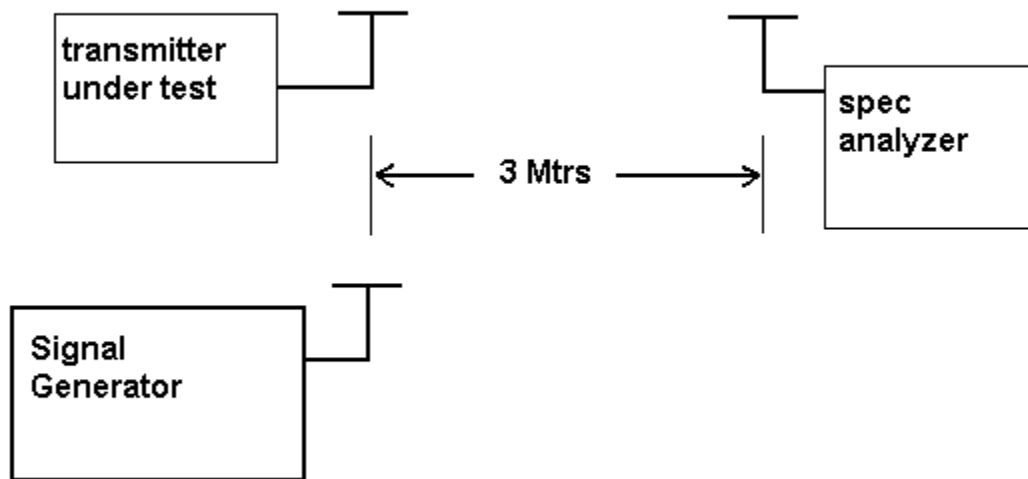 transmitter
under test
spec
analyzer
3 Mtrs
Signal
Generator